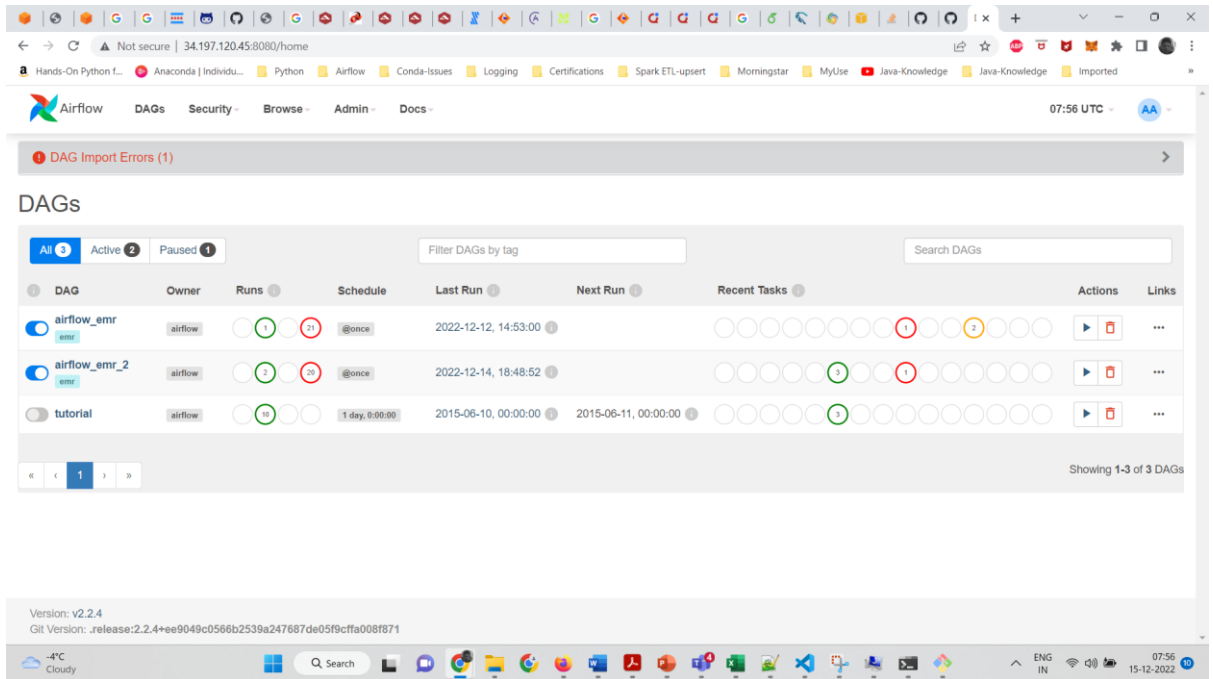 Not secure | 34.197.120.45:8080/home
Hands-On Python f... Anaconda | Individu... Python Airflow Conda-Issues Logging Certifications Spark ETL-upsert Morningstar MyUse Java-Knowledge Java-Knowledge Imported »
Airflow DAGs Security Browse Admin Docs 07:56 UTC AA
DAG Import Errors (1)
DAGs
All 3 Active 2 Paused 1 Filter DAGs by tag Search DAGs
DAG Owner Runs Schedule Last Run Next Run Recent Tasks Actions Links
airflow_emr airflow 1 21 @once 2022-12-12, 14:53:00 1 2
emr
airflow_emr_2 airflow 2 20 @once 2022-12-14, 18:48:52 3 1
emr
tutorial airflow 10 1 day, 0:00:00 2015-06-10, 00:00:00 2015-06-11, 00:00:00 3
« ‹ 1 › » Showing 1-3 of 3 DAGs
Version: v2.2.4
Git Version: .release:2.2.4+ee9049c0566b2539a247687de05f9cffa008f871
-4°C
Cloudy
Search
ENG
IN
07:56
15-12-2022
10